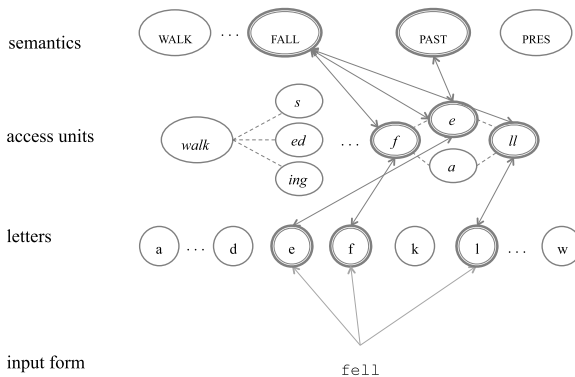 semantics WALK . . . FALL PAST PRES
s
e
access units walk ed . . . f ll
a
ing
letters a . . . d e f k l . . . w
input form fell